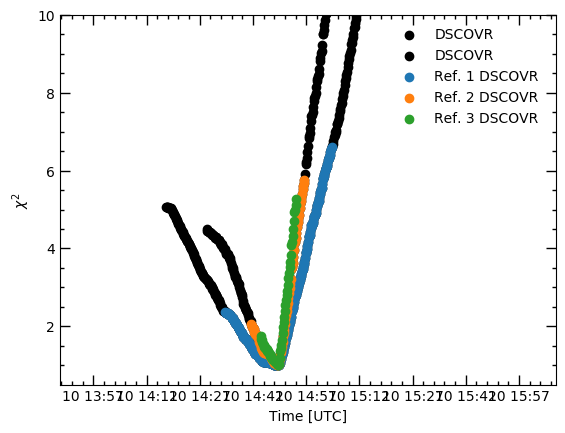 10
8
6
4
2
χ²
DSCOVR
DSCOVR
Ref. 1 DSCOVR
Ref. 2 DSCOVR
Ref. 3 DSCOVR
10 13:57 10 14:12 10 14:27 10 14:42 10 14:57 10 15:12 10 15:27 10 15:42 10 15:57
Time [UTC]